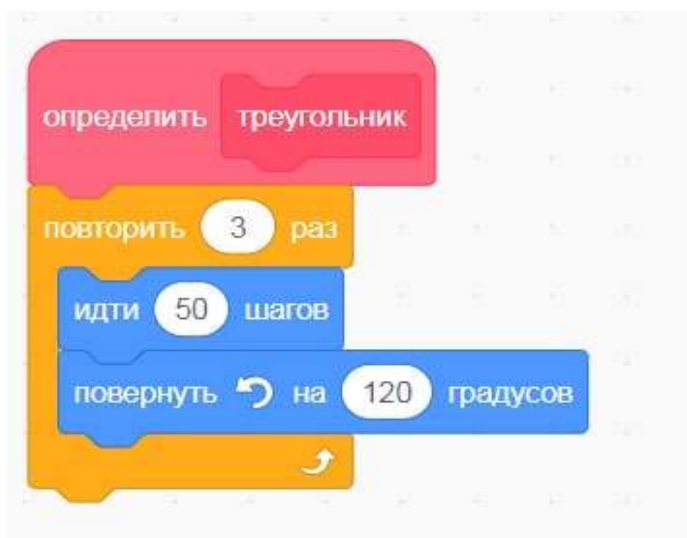 определить треугольник
повторить 3 раз
идти 50 шагов
повернуть на 120 градусов